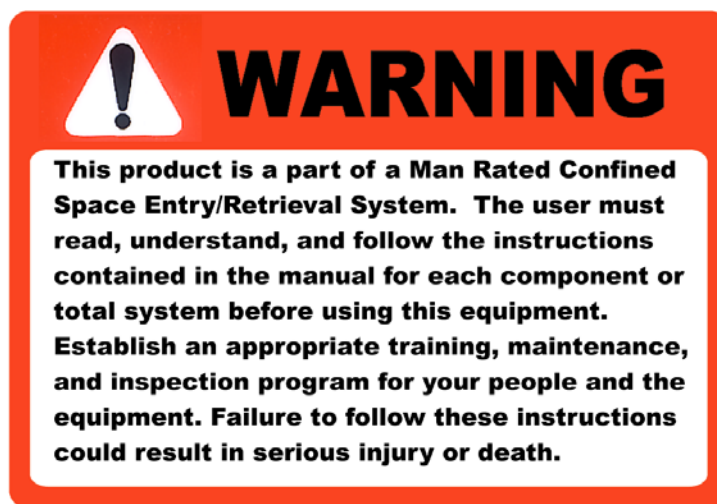 WARNING
This product is a part of a Man Rated Confined
Space Entry/Retrieval System.  The user must
read, understand, and follow the instructions
contained in the manual for each component or
total system before using this equipment.
Establish an appropriate training, maintenance,
and inspection program for your people and the
equipment. Failure to follow these instructions
could result in serious injury or death.